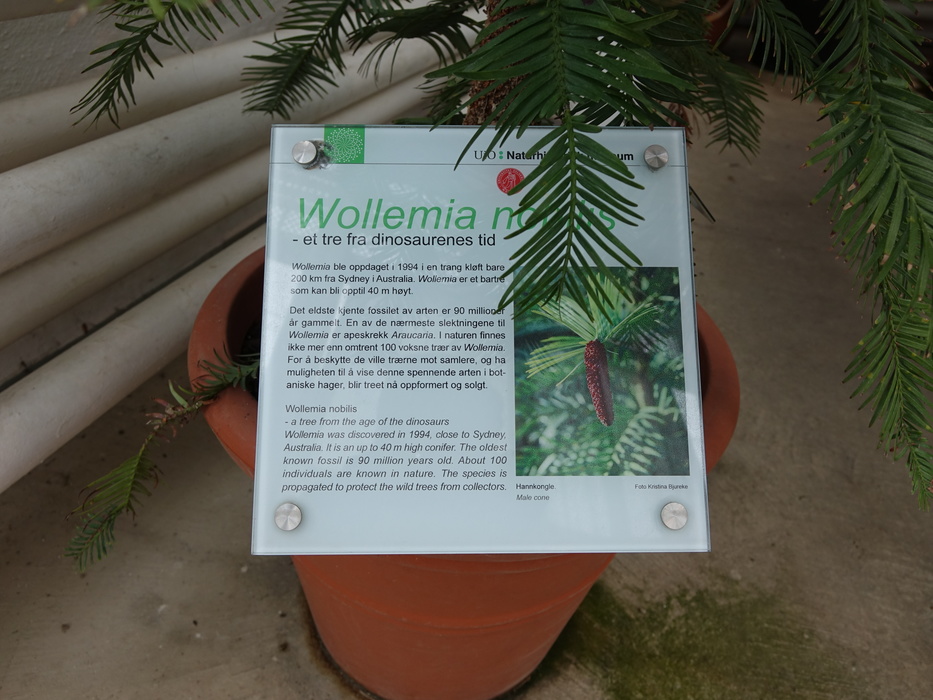 UiO : Naturhi um
Wollemia nobilis
- et tre fra dinosaurenes tid
Wollemia ble oppdaget i 1994 i en trang kløft bare
200 km fra Sydney i Australia. Wollemia er et bartre
som kan bli opptil 40 m høyt.
Det eldste kjente fossilet av arten er 90 millioner
år gammelt. En av de nærmeste slektningene til
Wollemia er apeskrekk Araucaria. I naturen finnes
ikke mer enn omtrent 100 voksne trær av Wollemia.
For å beskytte de ville trærne mot samlere, og ha
muligheten til å vise denne spennende arten i bot-
aniske hager, blir treet nå oppformert og solgt.
Wollemia nobilis
- a tree from the age of the dinosaurs
Wollemia was discovered in 1994, close to Sydney,
Australia. It is an up to 40 m high conifer. The oldest
known fossil is 90 million years old. About 100
individuals are known in nature. The species is
propagated to protect the wild trees from collectors.
Hannkongle.
Male cone
Foto Kristina Bjureke